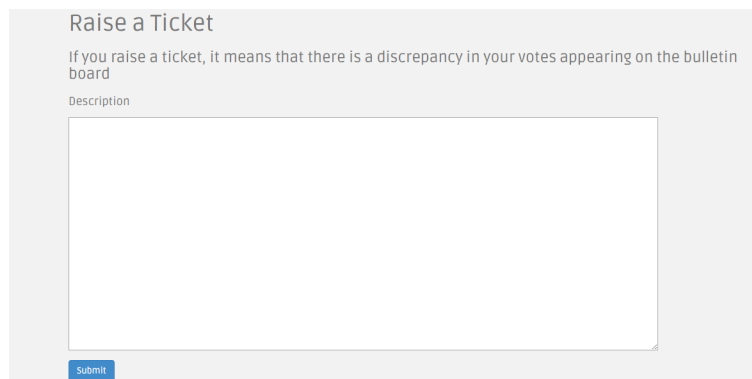 Raise a Ticket
If you raise a ticket, it means that there is a discrepancy in your votes appearing on the bulletin
board
Description
Submit